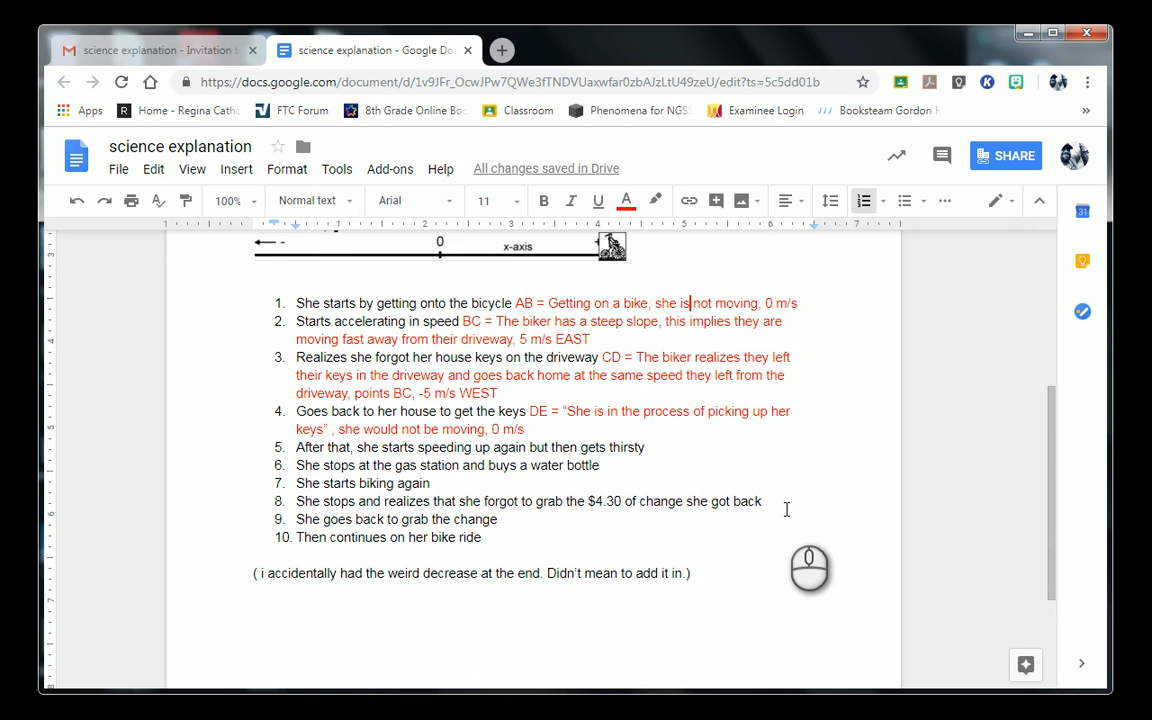 science explanation - Invitation t
science explanation - Google Do
https://docs.google.com/document/d/1v9JFr_OcwJPw7QWe3fTNDVUaxwfar0zbAJzLtU49zeU/edit?ts=5c5dd01b
Apps
Home - Regina Cath
FTC Forum
8th Grade Online Boo
Classroom
Phenomena for NGSS
Examinee Login
Booksteam Gordon H
science explanation
SHARE
File Edit View Insert Format Tools Add-ons Help All changes saved in Drive
100% Normal text Arial 11
1 1 2 3 4 5 6 7
← - 0 x-axis
1. She starts by getting onto the bicycle AB = Getting on a bike, she is not moving, 0 m/s
2. Starts accelerating in speed BC = The biker has a steep slope, this implies they are
moving fast away from their driveway, 5 m/s EAST
3. Realizes she forgot her house keys on the driveway CD = The biker realizes they left
their keys in the driveway and goes back home at the same speed they left from the
driveway, points BC, -5 m/s WEST
4. Goes back to her house to get the keys DE = “She is in the process of picking up her
keys” , she would not be moving, 0 m/s
5. After that, she starts speeding up again but then gets thirsty
6. She stops at the gas station and buys a water bottle
7. She starts biking again
8. She stops and realizes that she forgot to grab the $4.30 of change she got back
9. She goes back to grab the change
10. Then continues on her bike ride
( i accidentally had the weird decrease at the end. Didn’t mean to add it in.)